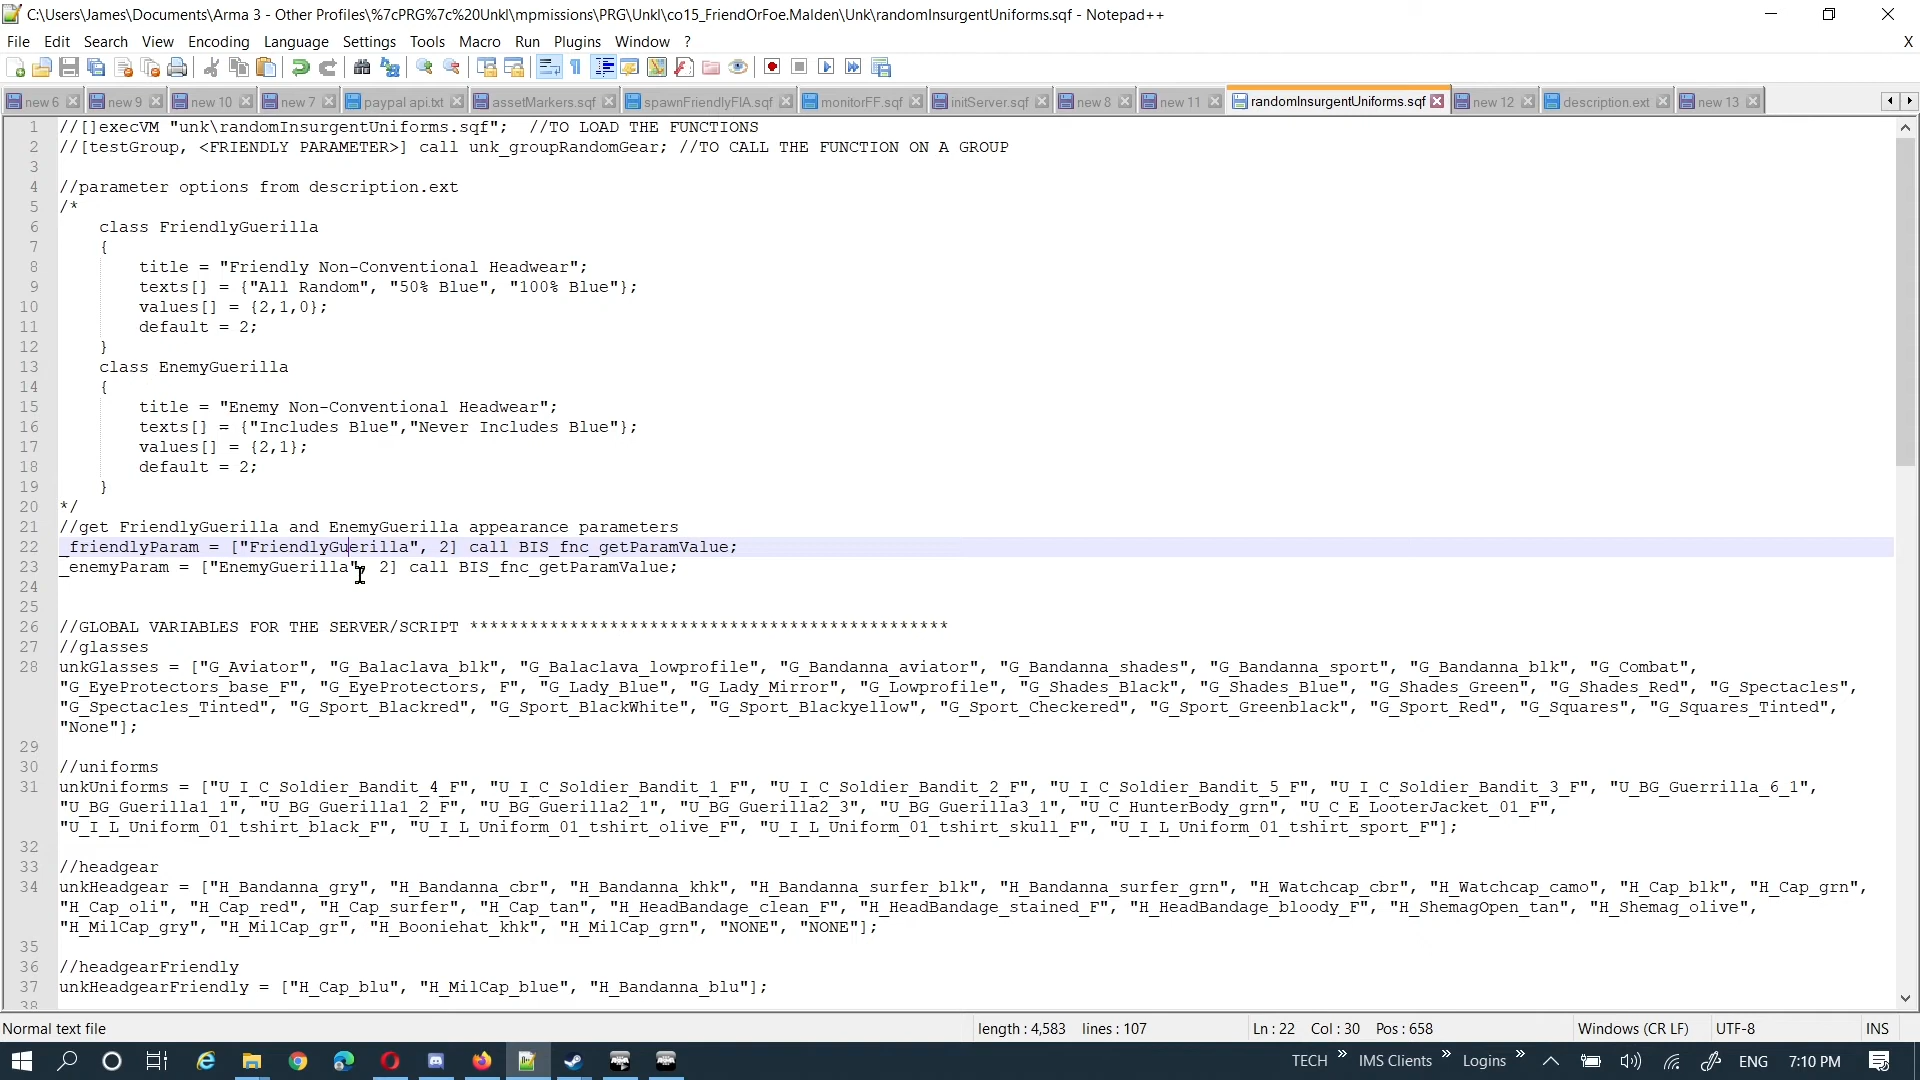 C:\Users\James\Documents\Arma 3 - Other Profiles\%7cPRG%7c%20Unkl\mpmissions\PRG\Unkl\co15_FriendOrFoe.Malden\Unk\randomInsurgentUniforms.sqf - Notepad++
File Edit Search View Encoding Language Settings Tools Macro Run Plugins Window ? X
new 6 new 9 new 10 new 7 paypal api.txt assetMarkers.sqf spawnFriendlyFIA.sqf monitorFF.sqf initServer.sqf new 8 new 11 randomInsurgentUniforms.sqf new 12 description.ext new 13
1 //[]execVM "unk\randomInsurgentUniforms.sqf"; //TO LOAD THE FUNCTIONS
2 //[testGroup, <FRIENDLY PARAMETER>] call unk_groupRandomGear; //TO CALL THE FUNCTION ON A GROUP
3
4 //parameter options from description.ext
5 /*
6 class FriendlyGuerilla
7 {
8 title = "Friendly Non-Conventional Headwear";
9 texts[] = {"All Random", "50% Blue", "100% Blue"};
10 values[] = {2,1,0};
11 default = 2;
12 }
13 class EnemyGuerilla
14 {
15 title = "Enemy Non-Conventional Headwear";
16 texts[] = {"Includes Blue","Never Includes Blue"};
17 values[] = {2,1};
18 default = 2;
19 }
20 */
21 //get FriendlyGuerilla and EnemyGuerilla appearance parameters
22 _friendlyParam = ["FriendlyGuerilla", 2] call BIS_fnc_getParamValue;
23 _enemyParam = ["EnemyGuerilla", 2] call BIS_fnc_getParamValue;
24
25
26 //GLOBAL VARIABLES FOR THE SERVER/SCRIPT ************************************************
27 //glasses
28 unkGlasses = ["G_Aviator", "G_Balaclava_blk", "G_Balaclava_lowprofile", "G_Bandanna_aviator", "G_Bandanna_shades", "G_Bandanna_sport", "G_Bandanna_blk", "G_Combat",
"G_EyeProtectors_base_F", "G_EyeProtectors, F", "G_Lady_Blue", "G_Lady_Mirror", "G_Lowprofile", "G_Shades_Black", "G_Shades_Blue", "G_Shades_Green", "G_Shades_Red", "G_Spectacles",
"G_Spectacles_Tinted", "G_Sport_Blackred", "G_Sport_BlackWhite", "G_Sport_Blackyellow", "G_Sport_Checkered", "G_Sport_Greenblack", "G_Sport_Red", "G_Squares", "G_Squares_Tinted",
"None"];
29
30 //uniforms
31 unkUniforms = ["U_I_C_Soldier_Bandit_4_F", "U_I_C_Soldier_Bandit_1_F", "U_I_C_Soldier_Bandit_2_F", "U_I_C_Soldier_Bandit_5_F", "U_I_C_Soldier_Bandit_3_F", "U_BG_Guerrilla_6_1",
"U_BG_Guerilla1_1", "U_BG_Guerilla1_2_F", "U_BG_Guerilla2_1", "U_BG_Guerilla2_3", "U_BG_Guerilla3_1", "U_C_HunterBody_grn", "U_C_E_LooterJacket_01_F",
"U_I_L_Uniform_01_tshirt_black_F", "U_I_L_Uniform_01_tshirt_olive_F", "U_I_L_Uniform_01_tshirt_skull_F", "U_I_L_Uniform_01_tshirt_sport_F"];
32
33 //headgear
34 unkHeadgear = ["H_Bandanna_gry", "H_Bandanna_cbr", "H_Bandanna_khk", "H_Bandanna_surfer_blk", "H_Bandanna_surfer_grn", "H_Watchcap_cbr", "H_Watchcap_camo", "H_Cap_blk", "H_Cap_grn",
"H_Cap_oli", "H_Cap_red", "H_Cap_surfer", "H_Cap_tan", "H_HeadBandage_clean_F", "H_HeadBandage_stained_F", "H_HeadBandage_bloody_F", "H_ShemagOpen_tan", "H_Shemag_olive",
"H_MilCap_gry", "H_MilCap_gr", "H_Booniehat_khk", "H_MilCap_grn", "NONE", "NONE"];
35
36 //headgearFriendly
37 unkHeadgearFriendly = ["H_Cap_blu", "H_MilCap_blue", "H_Bandanna_blu"];
38
Normal text file length : 4,583 lines : 107 Ln : 22 Col : 30 Pos : 658 Windows (CR LF) UTF-8 INS
TECH » IMS Clients » Logins » ENG 7:10 PM